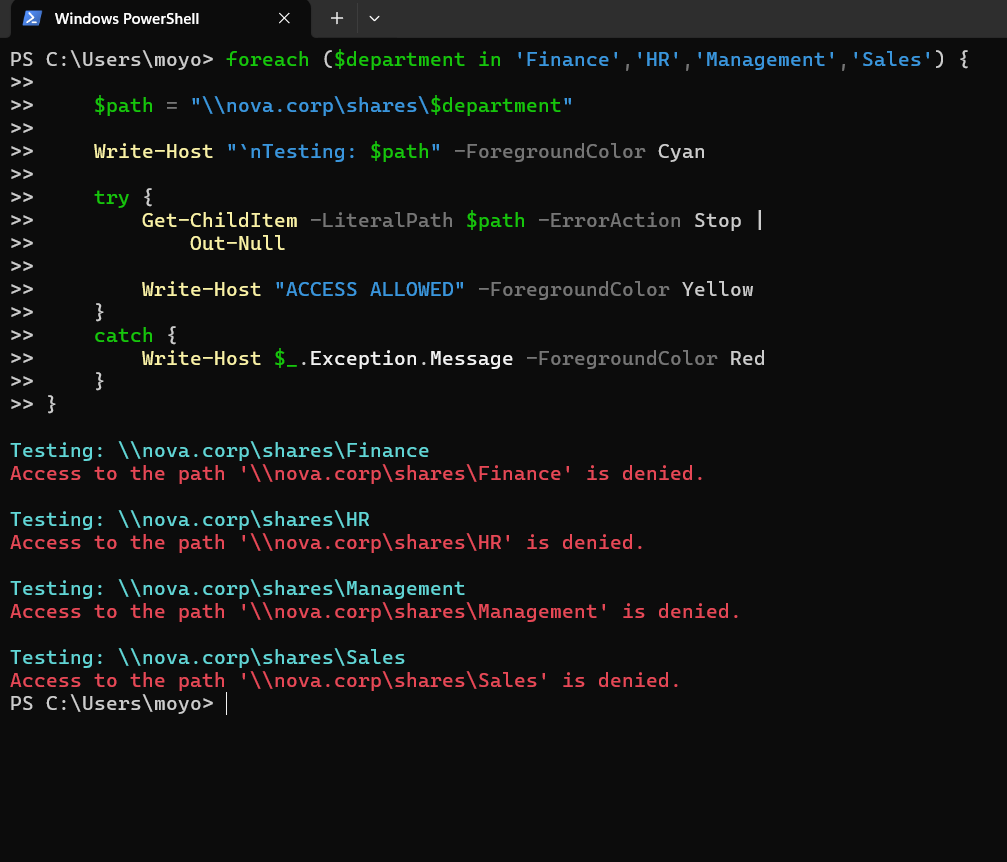 Windows PowerShell
PS C:\Users\moyo> foreach ($department in 'Finance','HR','Management','Sales') {
>>
>>     $path = "\\nova.corp\shares\$department"
>>
>>     Write-Host "`nTesting: $path" -ForegroundColor Cyan
>>
>>     try {
>>         Get-ChildItem -LiteralPath $path -ErrorAction Stop |
>>             Out-Null
>>
>>         Write-Host "ACCESS ALLOWED" -ForegroundColor Yellow
>>     }
>>     catch {
>>         Write-Host $_.Exception.Message -ForegroundColor Red
>>     }
>> }
Testing: \\nova.corp\shares\Finance
Access to the path '\\nova.corp\shares\Finance' is denied.
Testing: \\nova.corp\shares\HR
Access to the path '\\nova.corp\shares\HR' is denied.
Testing: \\nova.corp\shares\Management
Access to the path '\\nova.corp\shares\Management' is denied.
Testing: \\nova.corp\shares\Sales
Access to the path '\\nova.corp\shares\Sales' is denied.
PS C:\Users\moyo>